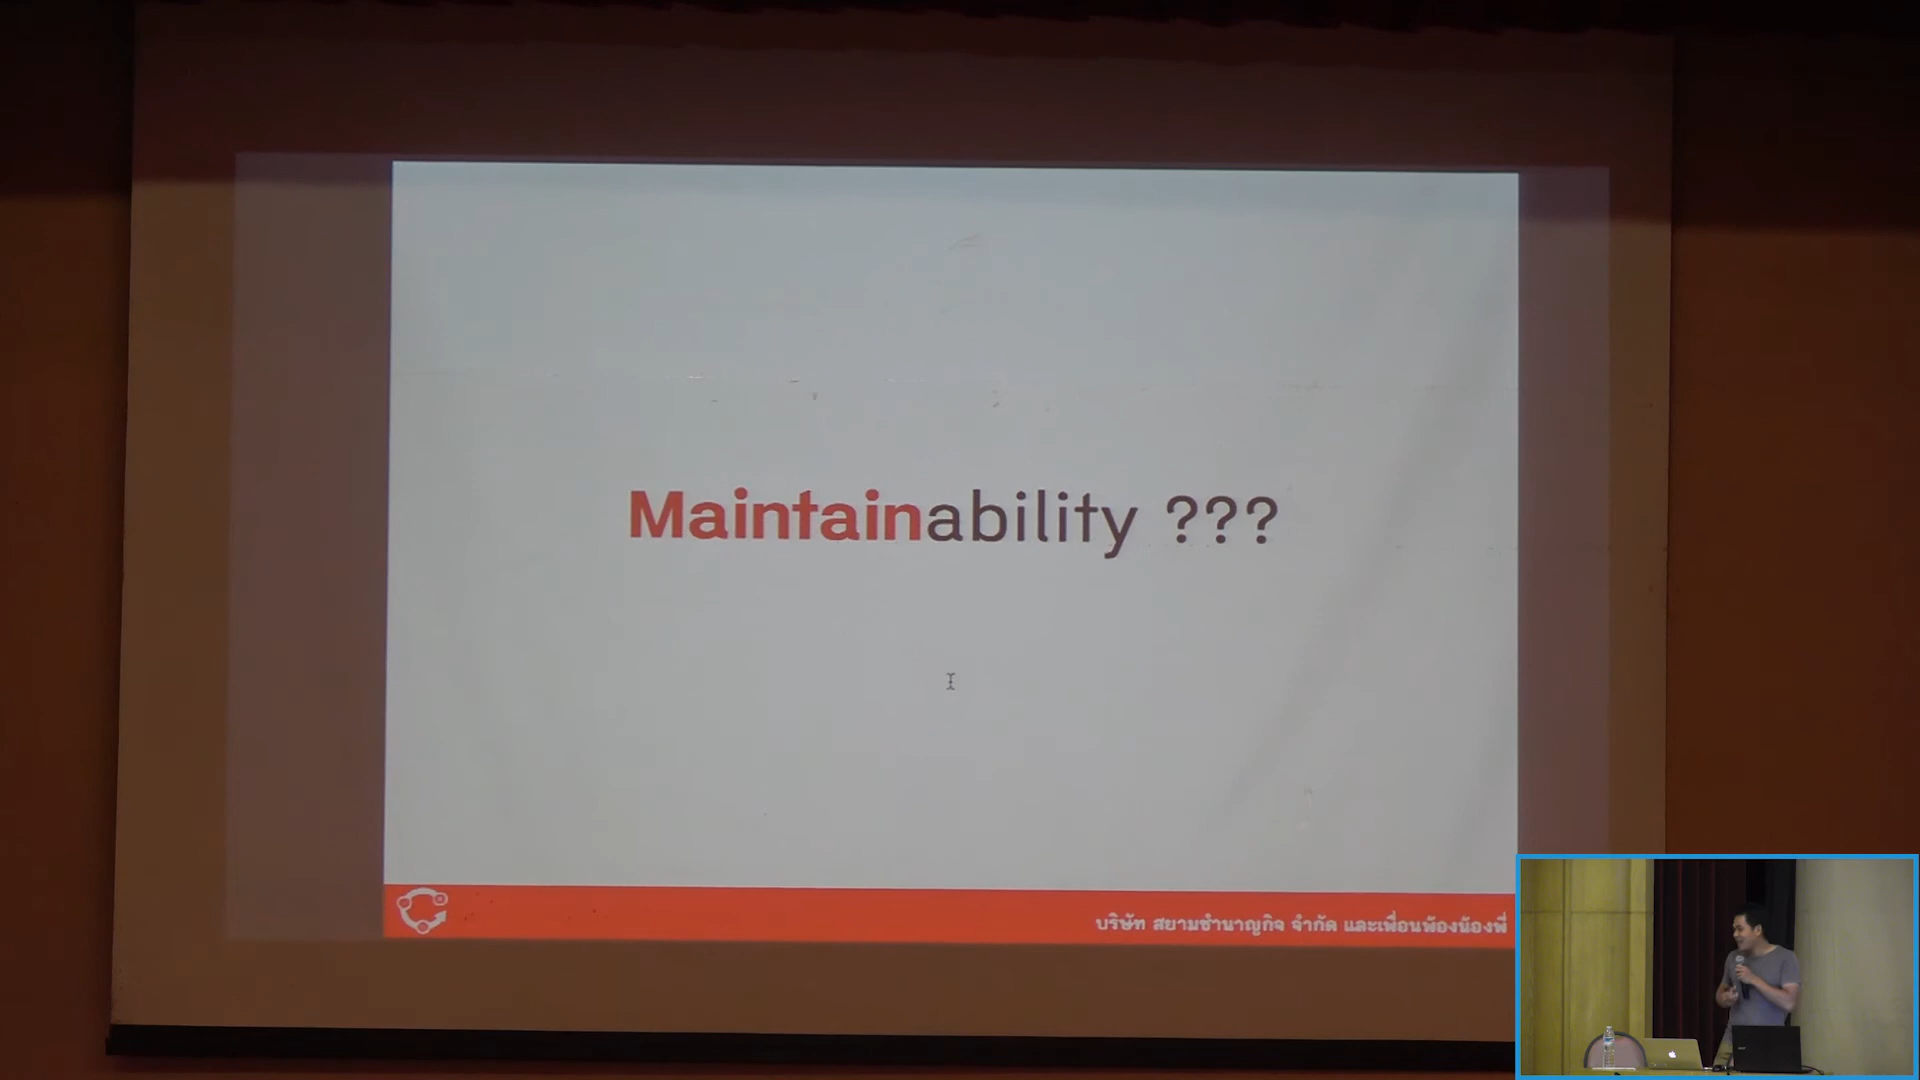 Maintainability ???
บริษัท สยามชำนาญกิจ จำกัด และเพื่อนพ้องน้องพี่